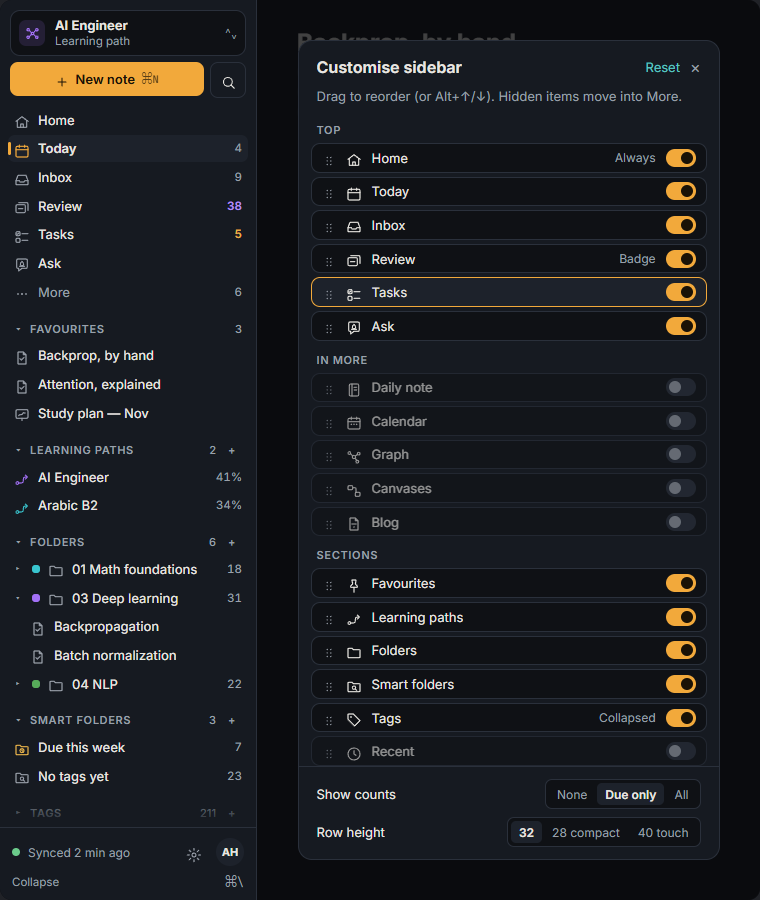 AI Engineer
Learning path
+ New note ⌘N
Home
Today 4
Inbox 9
Review 38
Tasks 5
Ask
More 6
FAVOURITES 3
Backprop, by hand
Attention, explained
Study plan — Nov
LEARNING PATHS 2 +
AI Engineer 41%
Arabic B2 34%
FOLDERS 6 +
01 Math foundations 18
03 Deep learning 31
Backpropagation
Batch normalization
04 NLP 22
SMART FOLDERS 3 +
Due this week 7
No tags yet 23
TAGS 211 +
Synced 2 min ago AH
Collapse ⌘\
Backprop, by hand
Customise sidebar Reset ×
Drag to reorder (or Alt+↑/↓). Hidden items move into More.
TOP
Home Always
Today
Inbox
Review Badge
Tasks
Ask
IN MORE
Daily note
Calendar
Graph
Canvases
Blog
SECTIONS
Favourites
Learning paths
Folders
Smart folders
Tags Collapsed
Recent
Show counts None Due only All
Row height 32 28 compact 40 touch